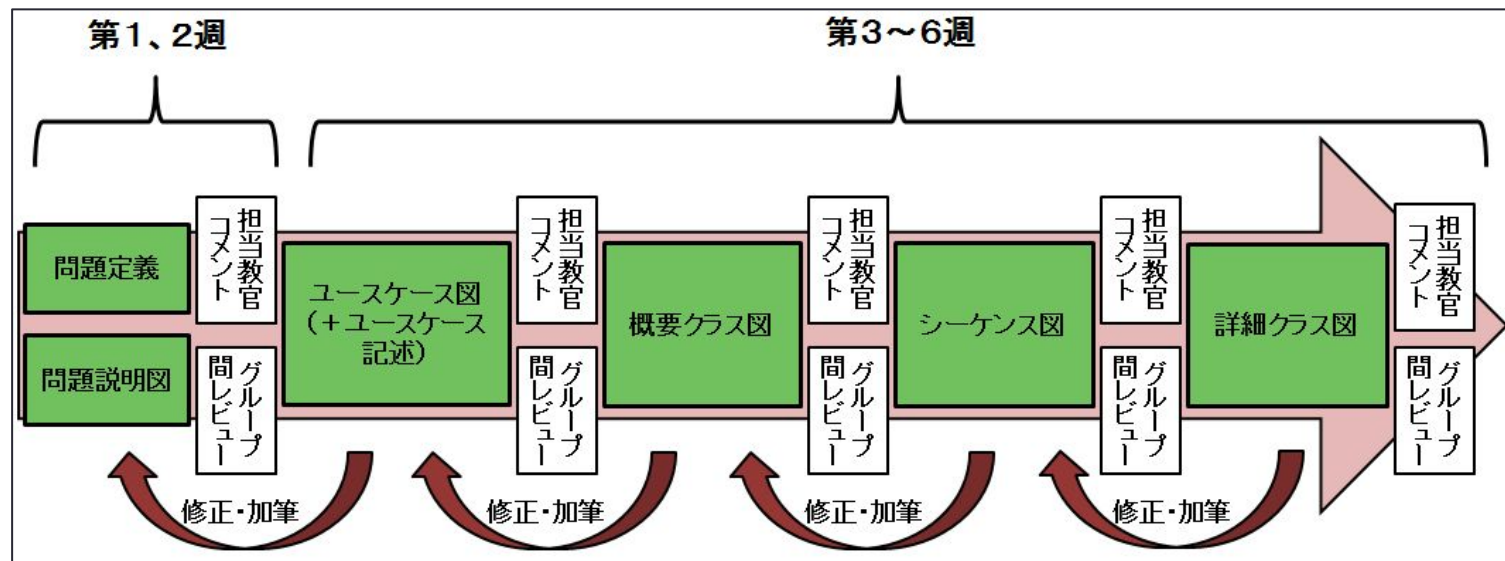 第1、2週
第3～6週
問題定義
問題説明図
担当教官
コメント
グループ
間レビュー
ユースケース図
(＋ユースケース
記述)
担当教官
コメント
グループ
間レビュー
概要クラス図
担当教官
コメント
グループ
間レビュー
シーケンス図
担当教官
コメント
グループ
間レビュー
詳細クラス図
担当教官
コメント
グループ
間レビュー
修正・加筆
修正・加筆
修正・加筆
修正・加筆